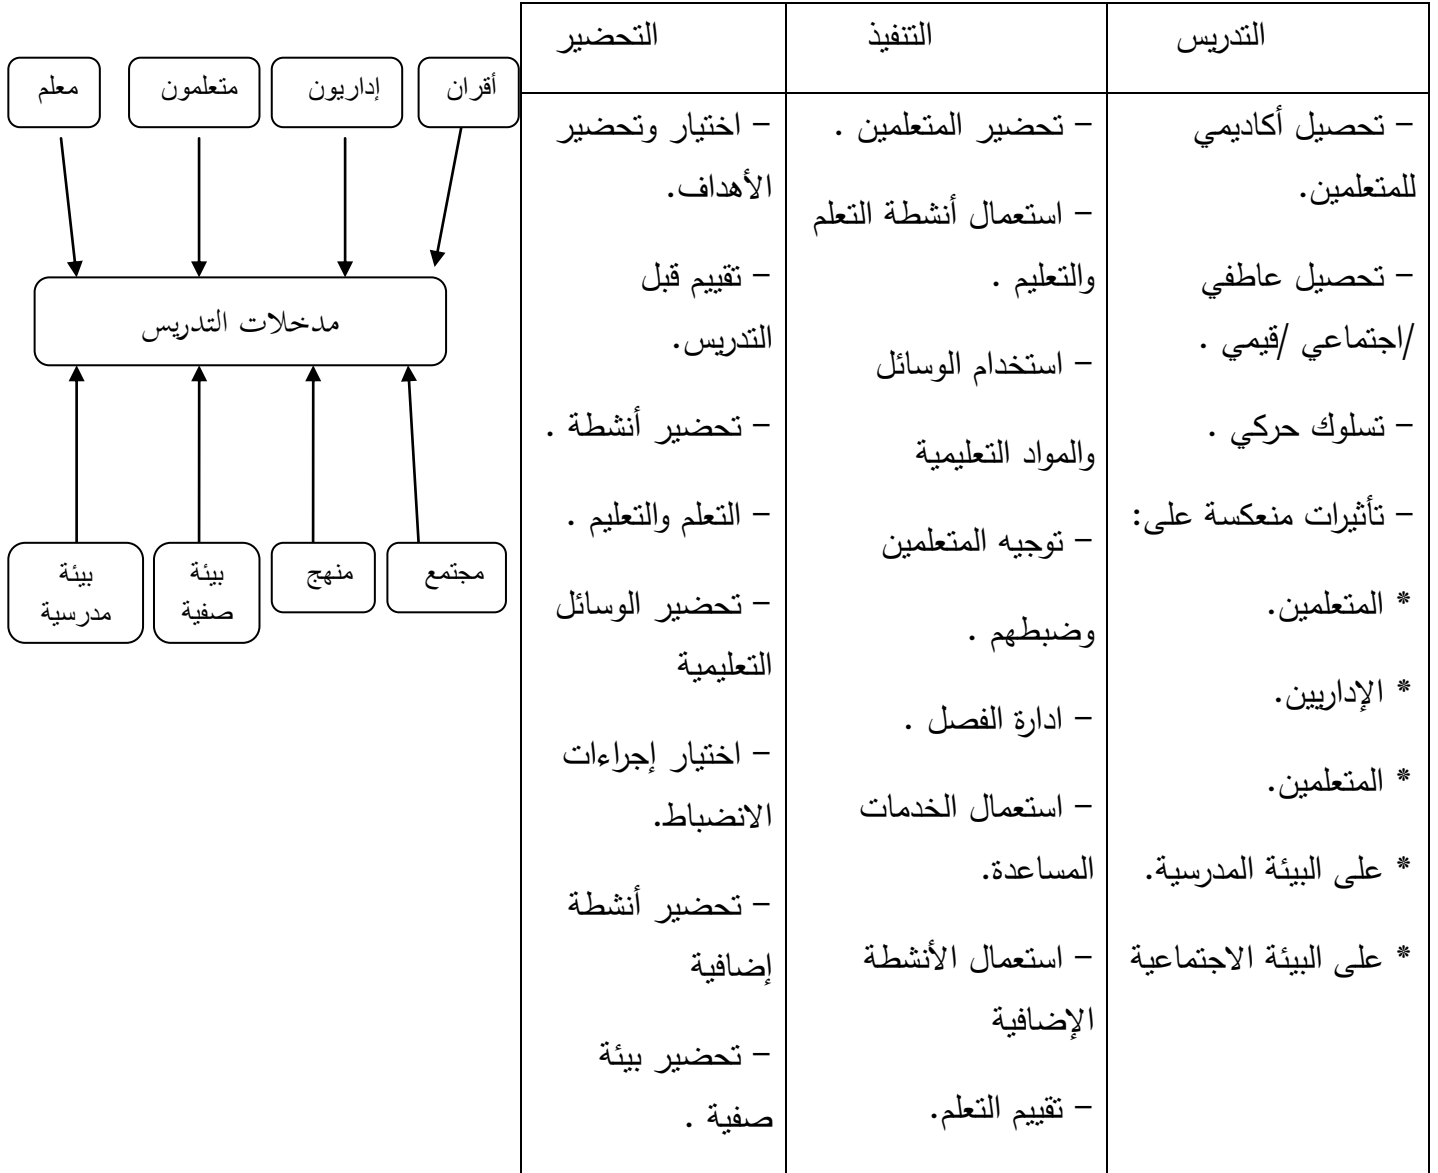 التدريس
– تحصيل أكاديمي
للمتعلمين.
– تحصيل عاطفي
/اجتماعي /قيمي .
– تسلوك حركي .
– تأثيرات منعكسة على:
* المتعلمين.
* الإداريين.
* المتعلمين.
* على البيئة المدرسية.
* على البيئة الاجتماعية
التنفيذ
– تحضير المتعلمين .
– استعمال أنشطة التعلم
والتعليم .
– استخدام الوسائل
والمواد التعليمية
– توجيه المتعلمين
وضبطهم .
– ادارة الفصل .
– استعمال الخدمات
المساعدة.
– استعمال الأنشطة
الإضافية
– تقييم التعلم.
التحضير
– اختيار وتحضير
الأهداف.
– تقييم قبل
التدريس.
– تحضير أنشطة .
– التعلم والتعليم .
– تحضير الوسائل
التعليمية
– اختيار إجراءات
الانضباط.
– تحضير أنشطة
إضافية
– تحضير بيئة
صفية .
أقران
إداريون
متعلمون
معلم
مدخلات التدريس
مجتمع
منهج
بيئة
صفية
بيئة
مدرسية